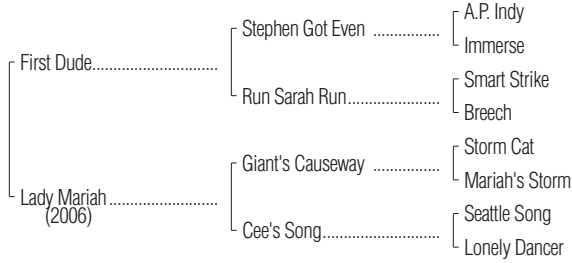 First Dude............................
Stephen Got Even ...............
A.P. Indy
Immerse
Run Sarah Run.....................
Smart Strike
Breech
Lady Mariah ........................
(2006)
Giant's Causeway ...............
Storm Cat
Mariah's Storm
Cee's Song..........................
Seattle Song
Lonely Dancer